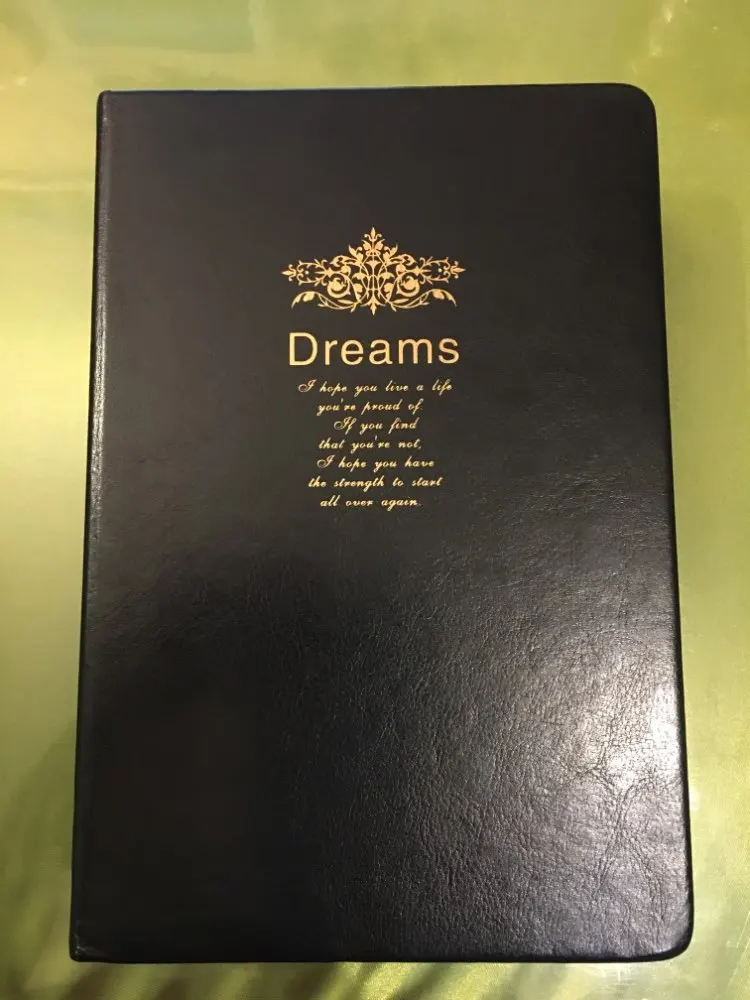 Dreams
I hope you live a life
you're proud of.
If you find
that you're not,
I hope you have
the strength to start
all over again.